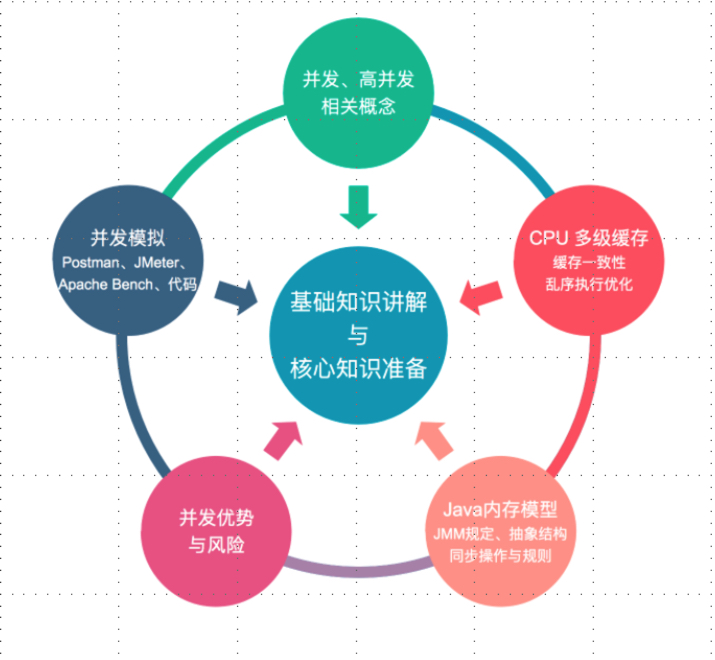 并发、高并发
相关概念
CPU 多级缓存
缓存一致性
乱序执行优化
Java内存模型
JMM规定、抽象结构
同步操作与规则
并发优势
与风险
并发模拟
Postman、JMeter、
Apache Bench、代码
基础知识讲解
与
核心知识准备